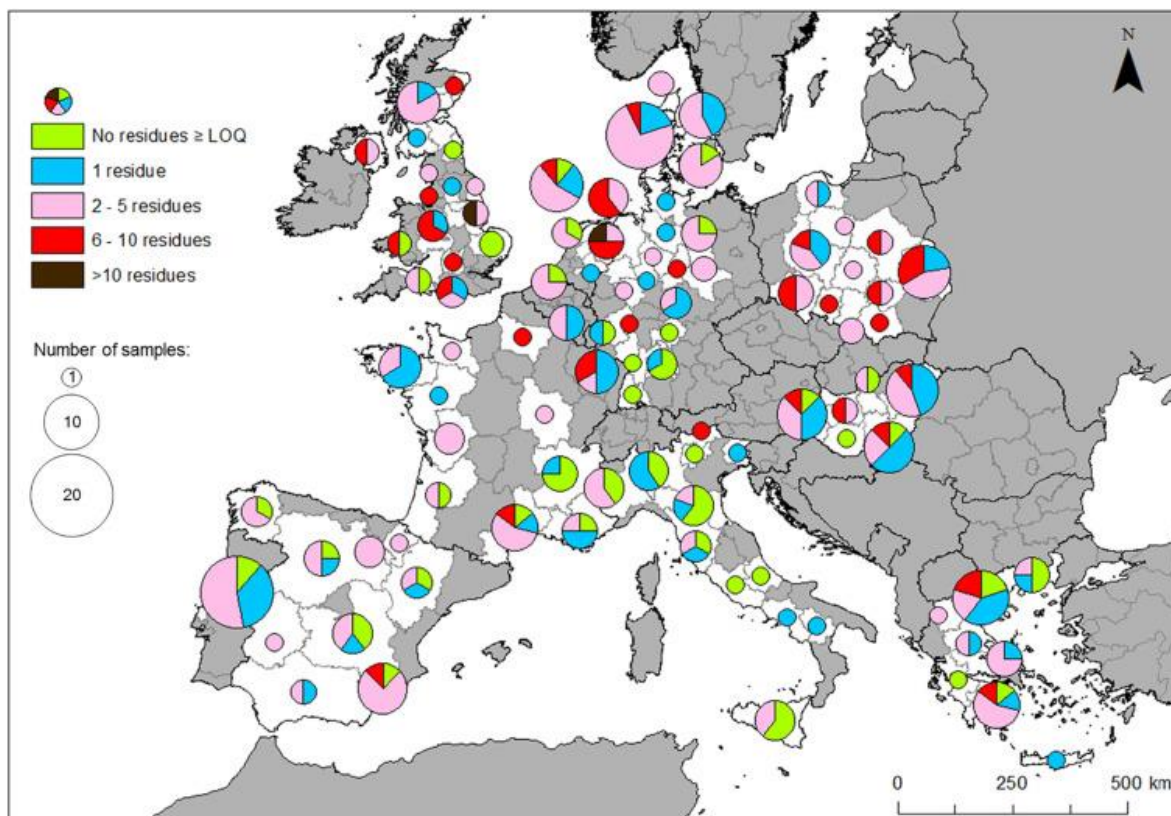 N
No residues ≥ LOQ
1 residue
2 - 5 residues
6 - 10 residues
>10 residues
Number of samples:
1
10
20
0 250 500 km